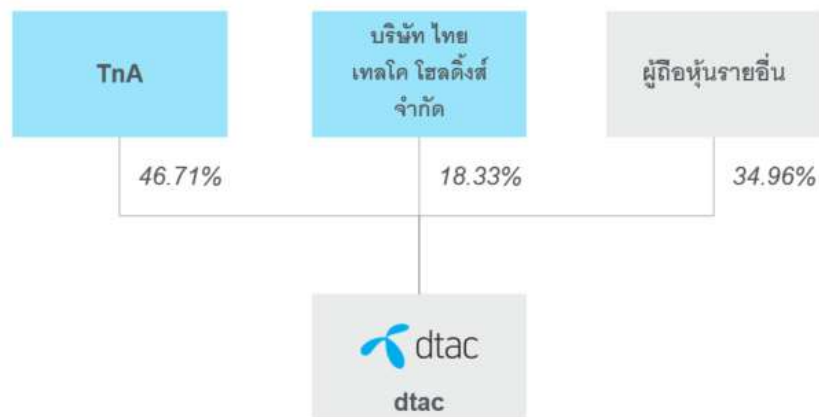 TnA
บริษัท ไทย
เทลโค โฮลดิ้งส์
จำกัด
ผู้ถือหุ้นรายอื่น
46.71%
18.33%
34.96%
dtac
dtac